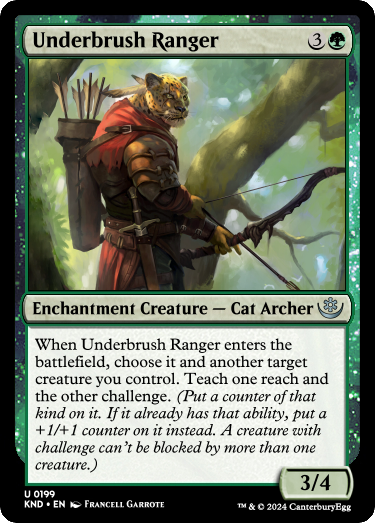 Underbrush Ranger 3
Enchantment Creature — Cat Archer
When Underbrush Ranger enters the
battlefield, choose it and another target
creature you control. Teach one reach and
the other challenge. (Put a counter of that
kind on it. If it already has that ability, put a
+1/+1 counter on it instead. A creature with
challenge can't be blocked by more than one
creature.)
3/4
U 0199
KND • EN Francell Garrote
™ & © 2024 CanterburyEgg